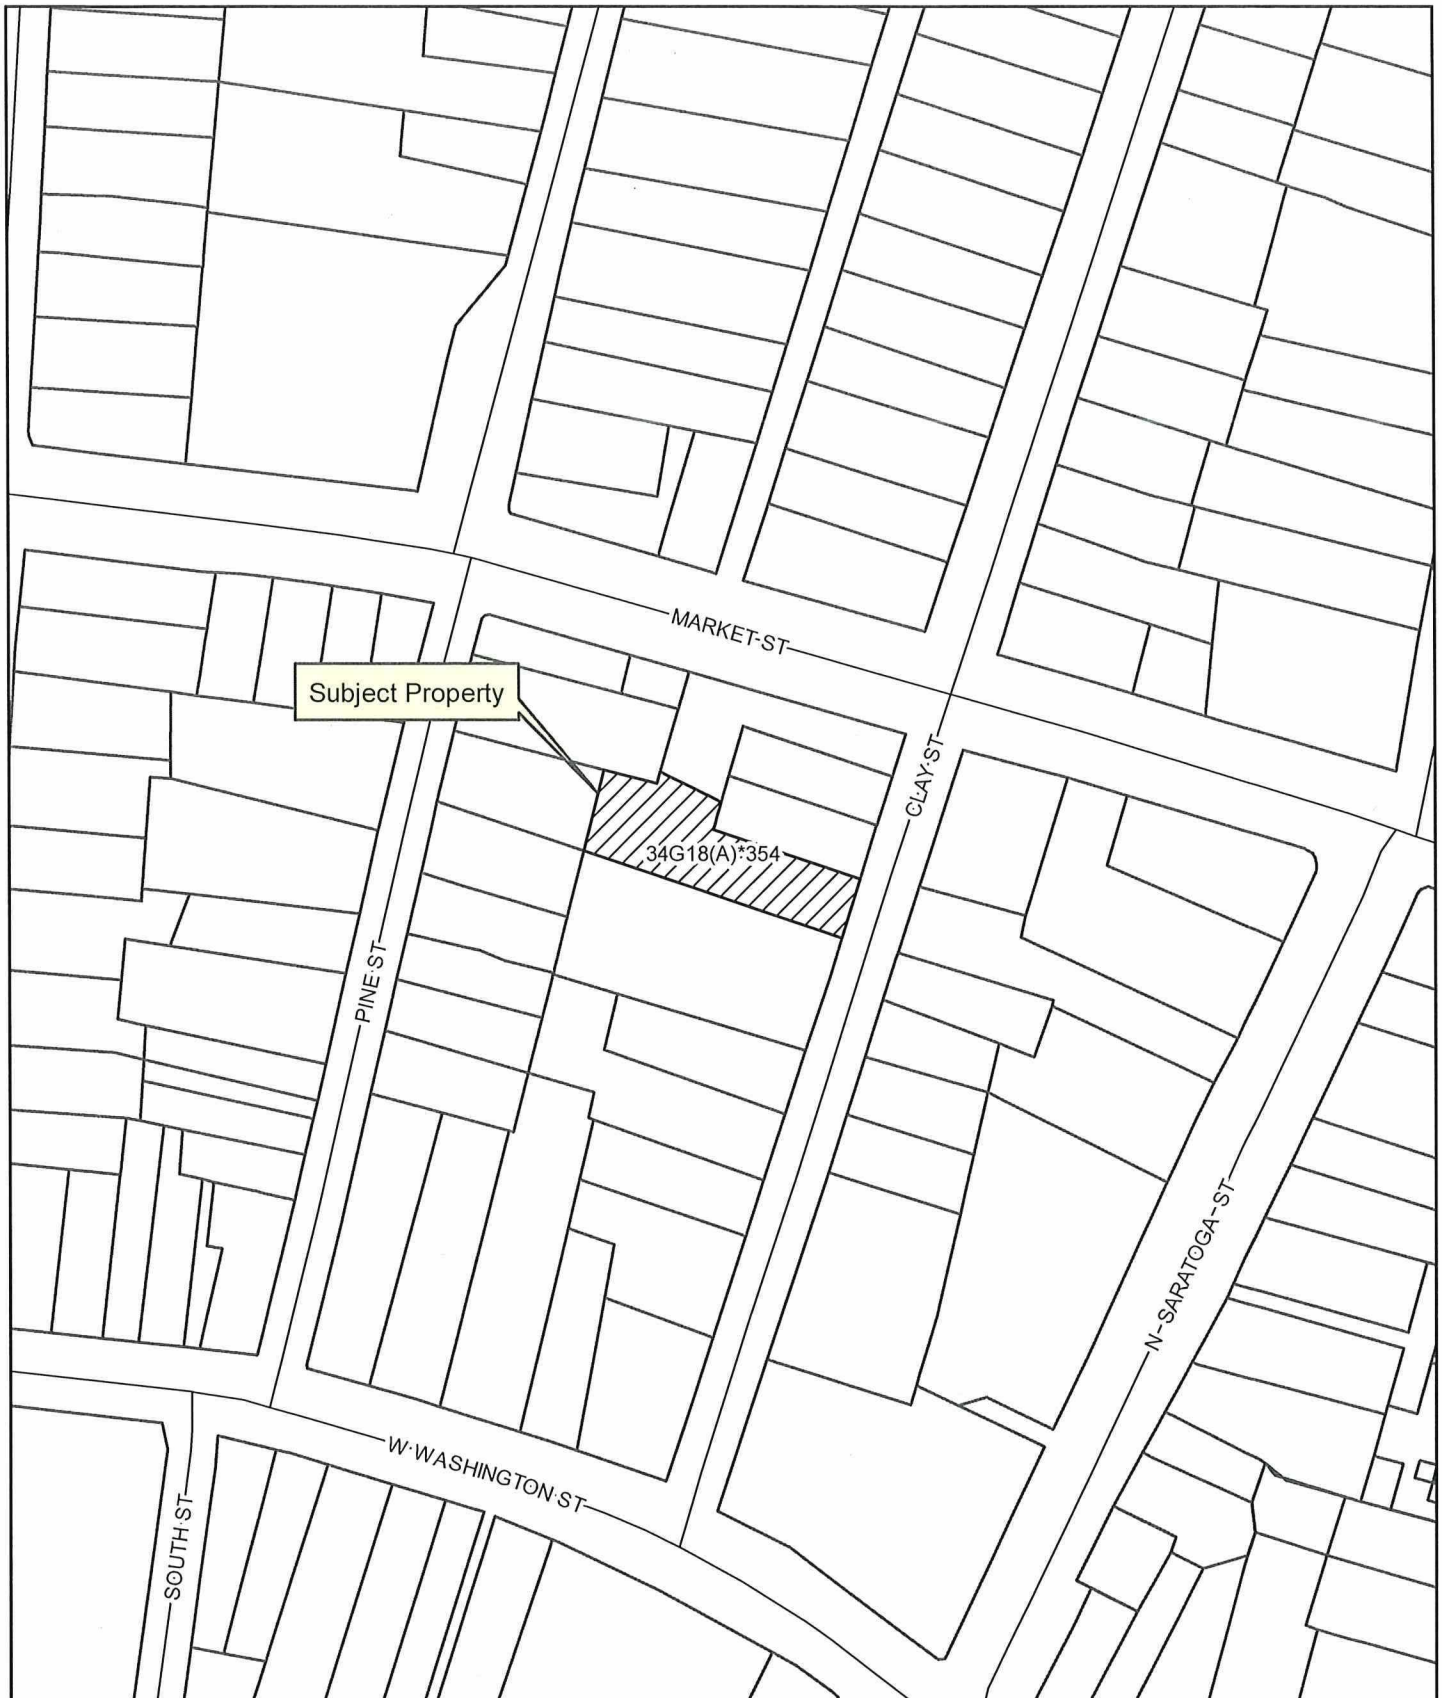 MARKET ST
Subject Property
CLAY ST
34G18(A)*354
PINE ST
N SARATOGA ST
W WASHINGTON ST
SOUTH ST